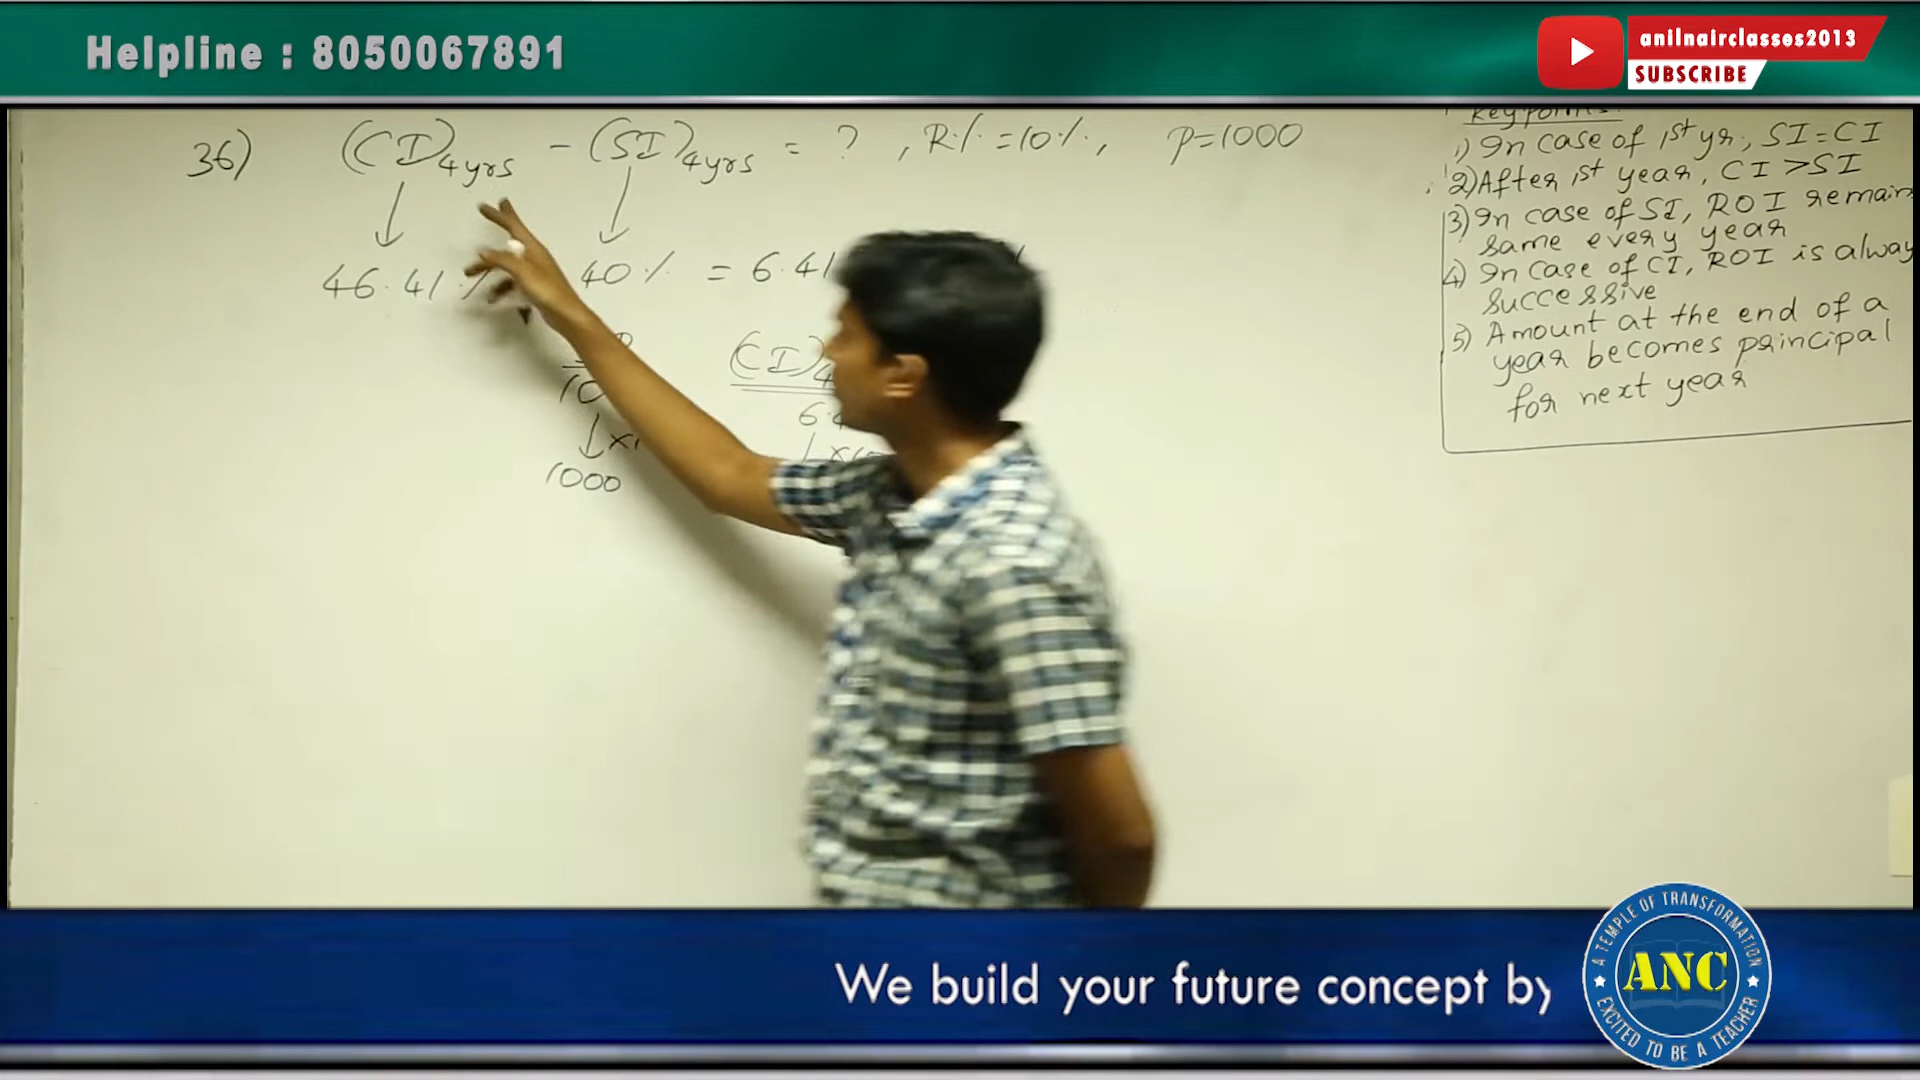 Helpline : 8050067891
anilnairclasses2013
SUBSCRIBE
36) (CI)4yrs - (SI)4yrs = ? , R% = 10%, P=1000
46.41% 40% = 6.41
(CI)4
1000
Key points
1) In case of 1st yr, SI = CI
2) After 1st year, CI > SI
3) In case of SI, ROI remain
same every year
4) In case of CI, ROI is alway
successive
5) Amount at the end of a
year becomes principal
for next year
We build your future concept by
A TEMPLE OF TRANSFORMATION
ANC
EXCITED TO BE A TEACHER